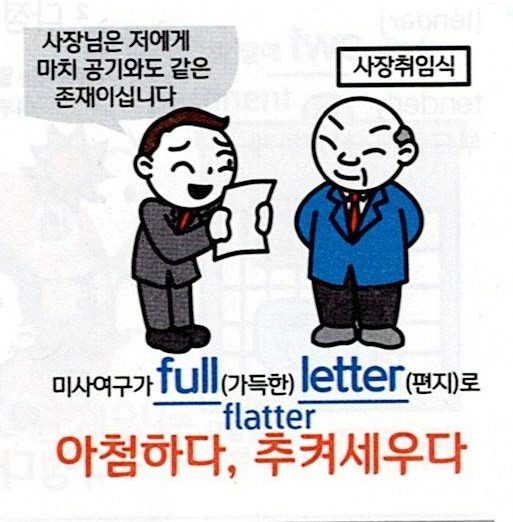 사장님은 저에게
마치 공기와도 같은
존재이십니다
사장취임식
미사여구가 full(가득한) letter(편지)로
flatter
아첨하다, 추켜세우다